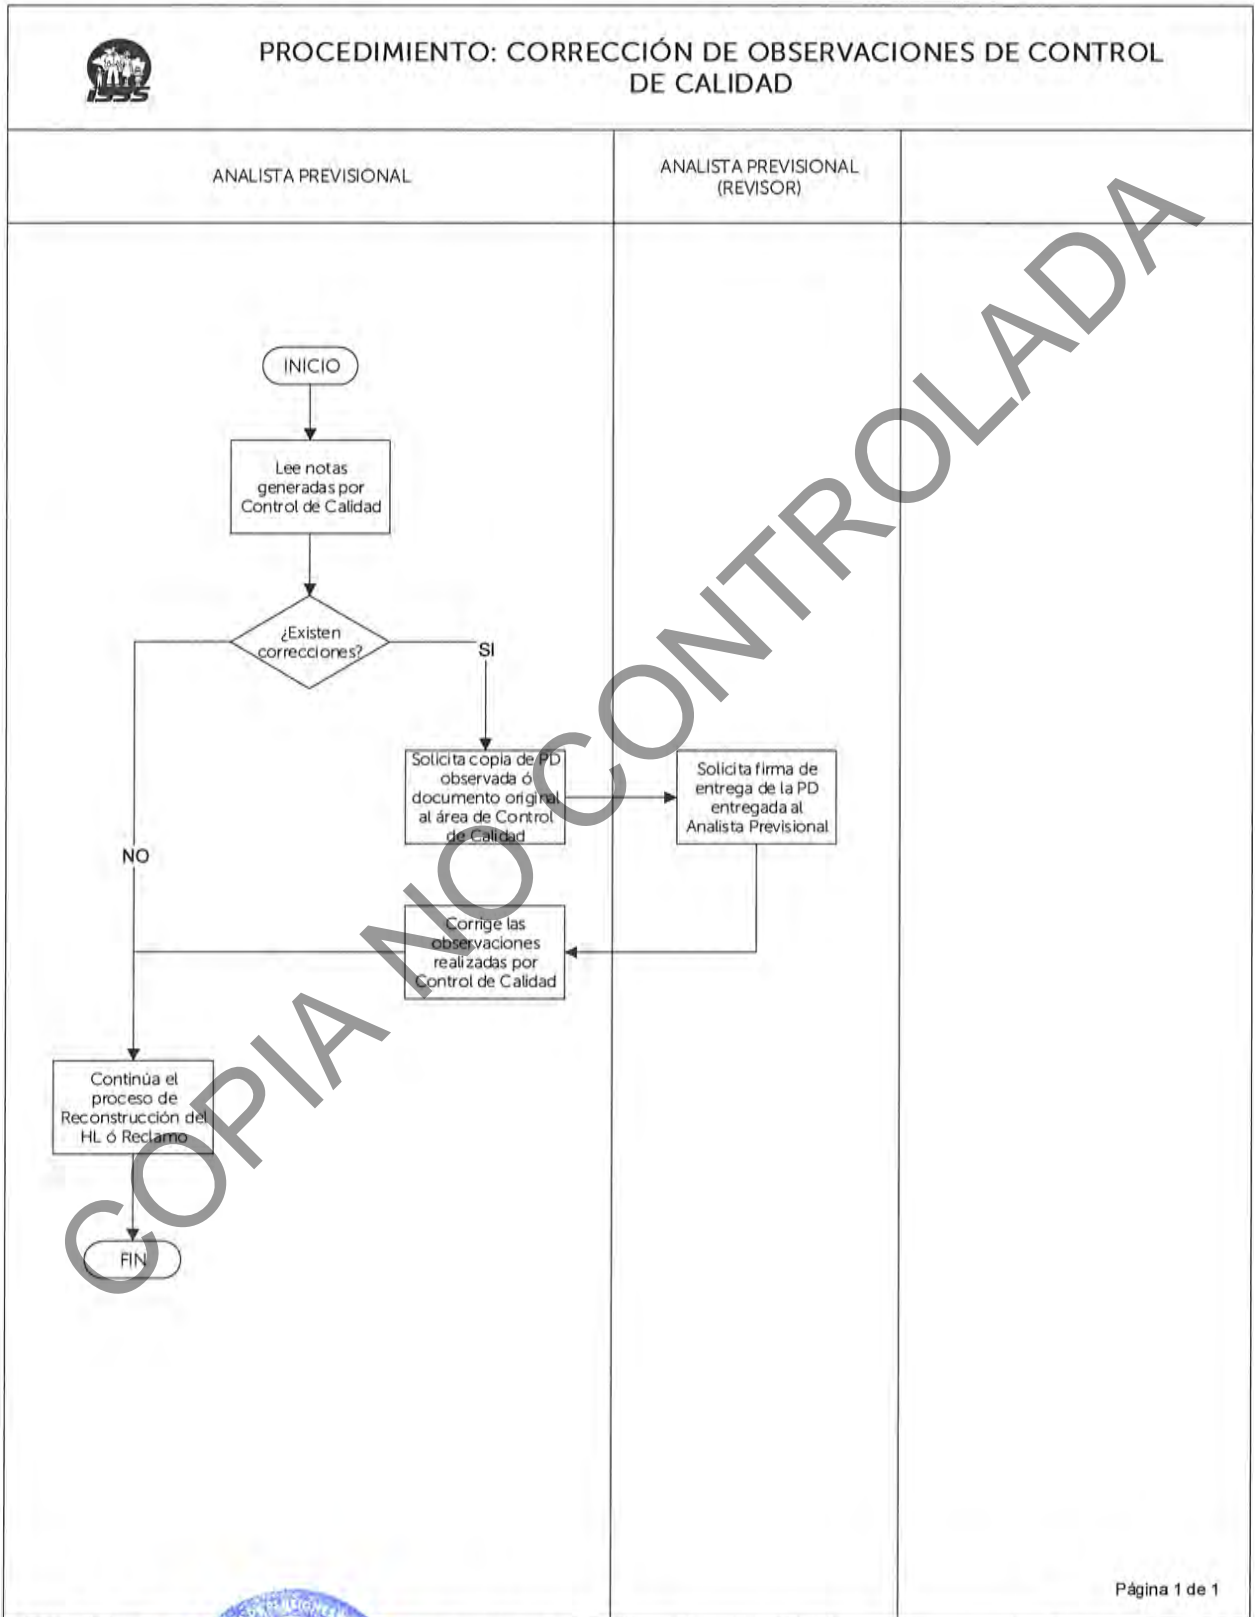 PROCEDIMIENTO: CORRECCIÓN DE OBSERVACIONES DE CONTROL
DE CALIDAD
ISSS
ANALISTA PREVISIONAL
ANALISTA PREVISIONAL
(REVISOR)
INICIO
Lee notas
generadas por
Control de Calidad
¿Existen
correcciones?
SI
Solicita copia de PD
observada ó
documento original
al área de Control
de Calidad
Solicita firma de
entrega de la PD
entregada al
Analista Previsional
NO
Corrige las
observaciones
realizadas por
Control de Calidad
Continúa el
proceso de
Reconstrucción del
HL ó Reclamo
FIN
COPIA NO CONTROLADA
Página 1 de 1